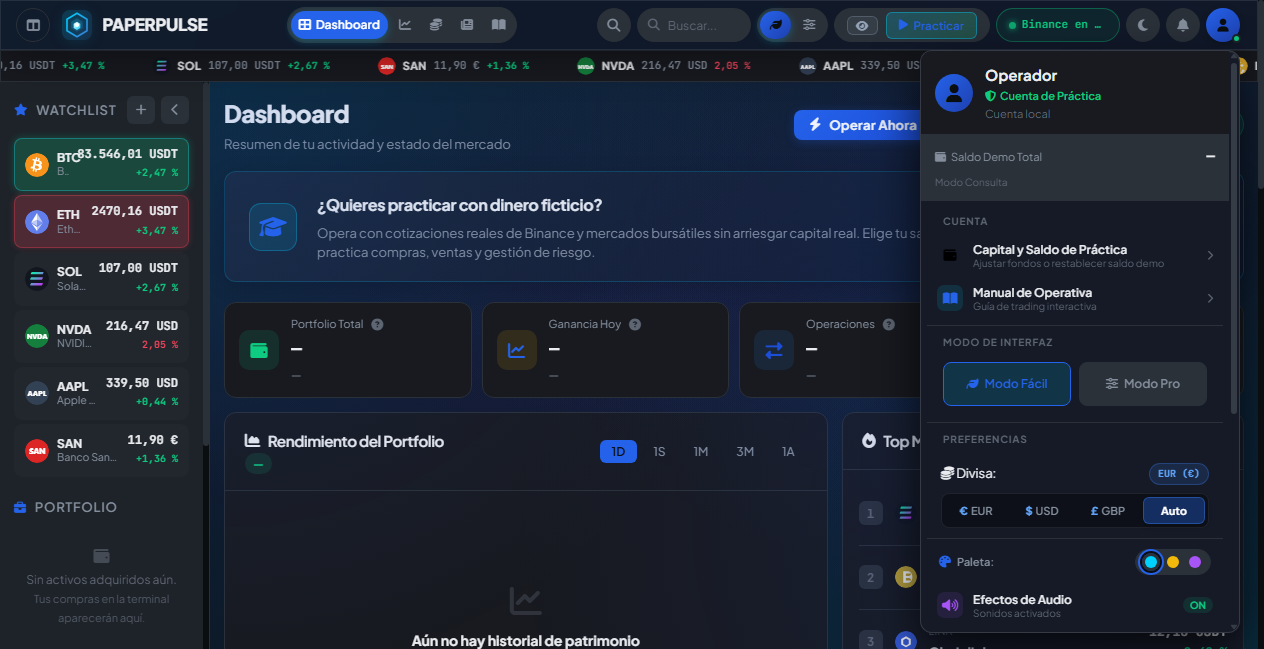 PAPERPULSE
Dashboard
Buscar...
Practicar
Binance en ...
,16 USDT +3,47 %
SOL 107,00 USDT +2,67 %
SAN SAN 11,90 € +1,36 %
NVDA NVDA 216,47 USD 2,05 %
AAPL AAPL 339,50 US
WATCHLIST
BTC 83.546,01 USDT
B.. +2,47 %
ETH 2470,16 USDT
Eth... +3,47 %
SOL 107,00 USDT
Sola... +2,67 %
NVDA NVDA 216,47 USD
NVIDI... 2,05 %
AAPL AAPL 339,50 USD
Apple ... +0,44 %
SAN SAN 11,90 €
Banco San... +1,36 %
PORTFOLIO
Sin activos adquiridos aún.
Tus compras en la terminal
aparecerán aquí.
Dashboard
Resumen de tu actividad y estado del mercado
Operar Ahora
¿Quieres practicar con dinero ficticio?
Opera con cotizaciones reales de Binance y mercados bursátiles sin arriesgar capital real. Elige tu sa
practica compras, ventas y gestión de riesgo.
Portfolio Total ?
—
—
Ganancia Hoy ?
—
—
Operaciones ?
—
—
Rendimiento del Portfolio
—
1D 1S 1M 3M 1A
Aún no hay historial de patrimonio
Top M
1
2
3
Operador
Cuenta de Práctica
Cuenta local
Saldo Demo Total —
Modo Consulta
CUENTA
Capital y Saldo de Práctica
Ajustar fondos o restablecer saldo demo
Manual de Operativa
Guía de trading interactiva
MODO DE INTERFAZ
Modo Fácil
Modo Pro
PREFERENCIAS
Divisa: EUR (€)
€ EUR $ USD £ GBP Auto
Paleta:
Efectos de Audio
Sonidos activados
ON